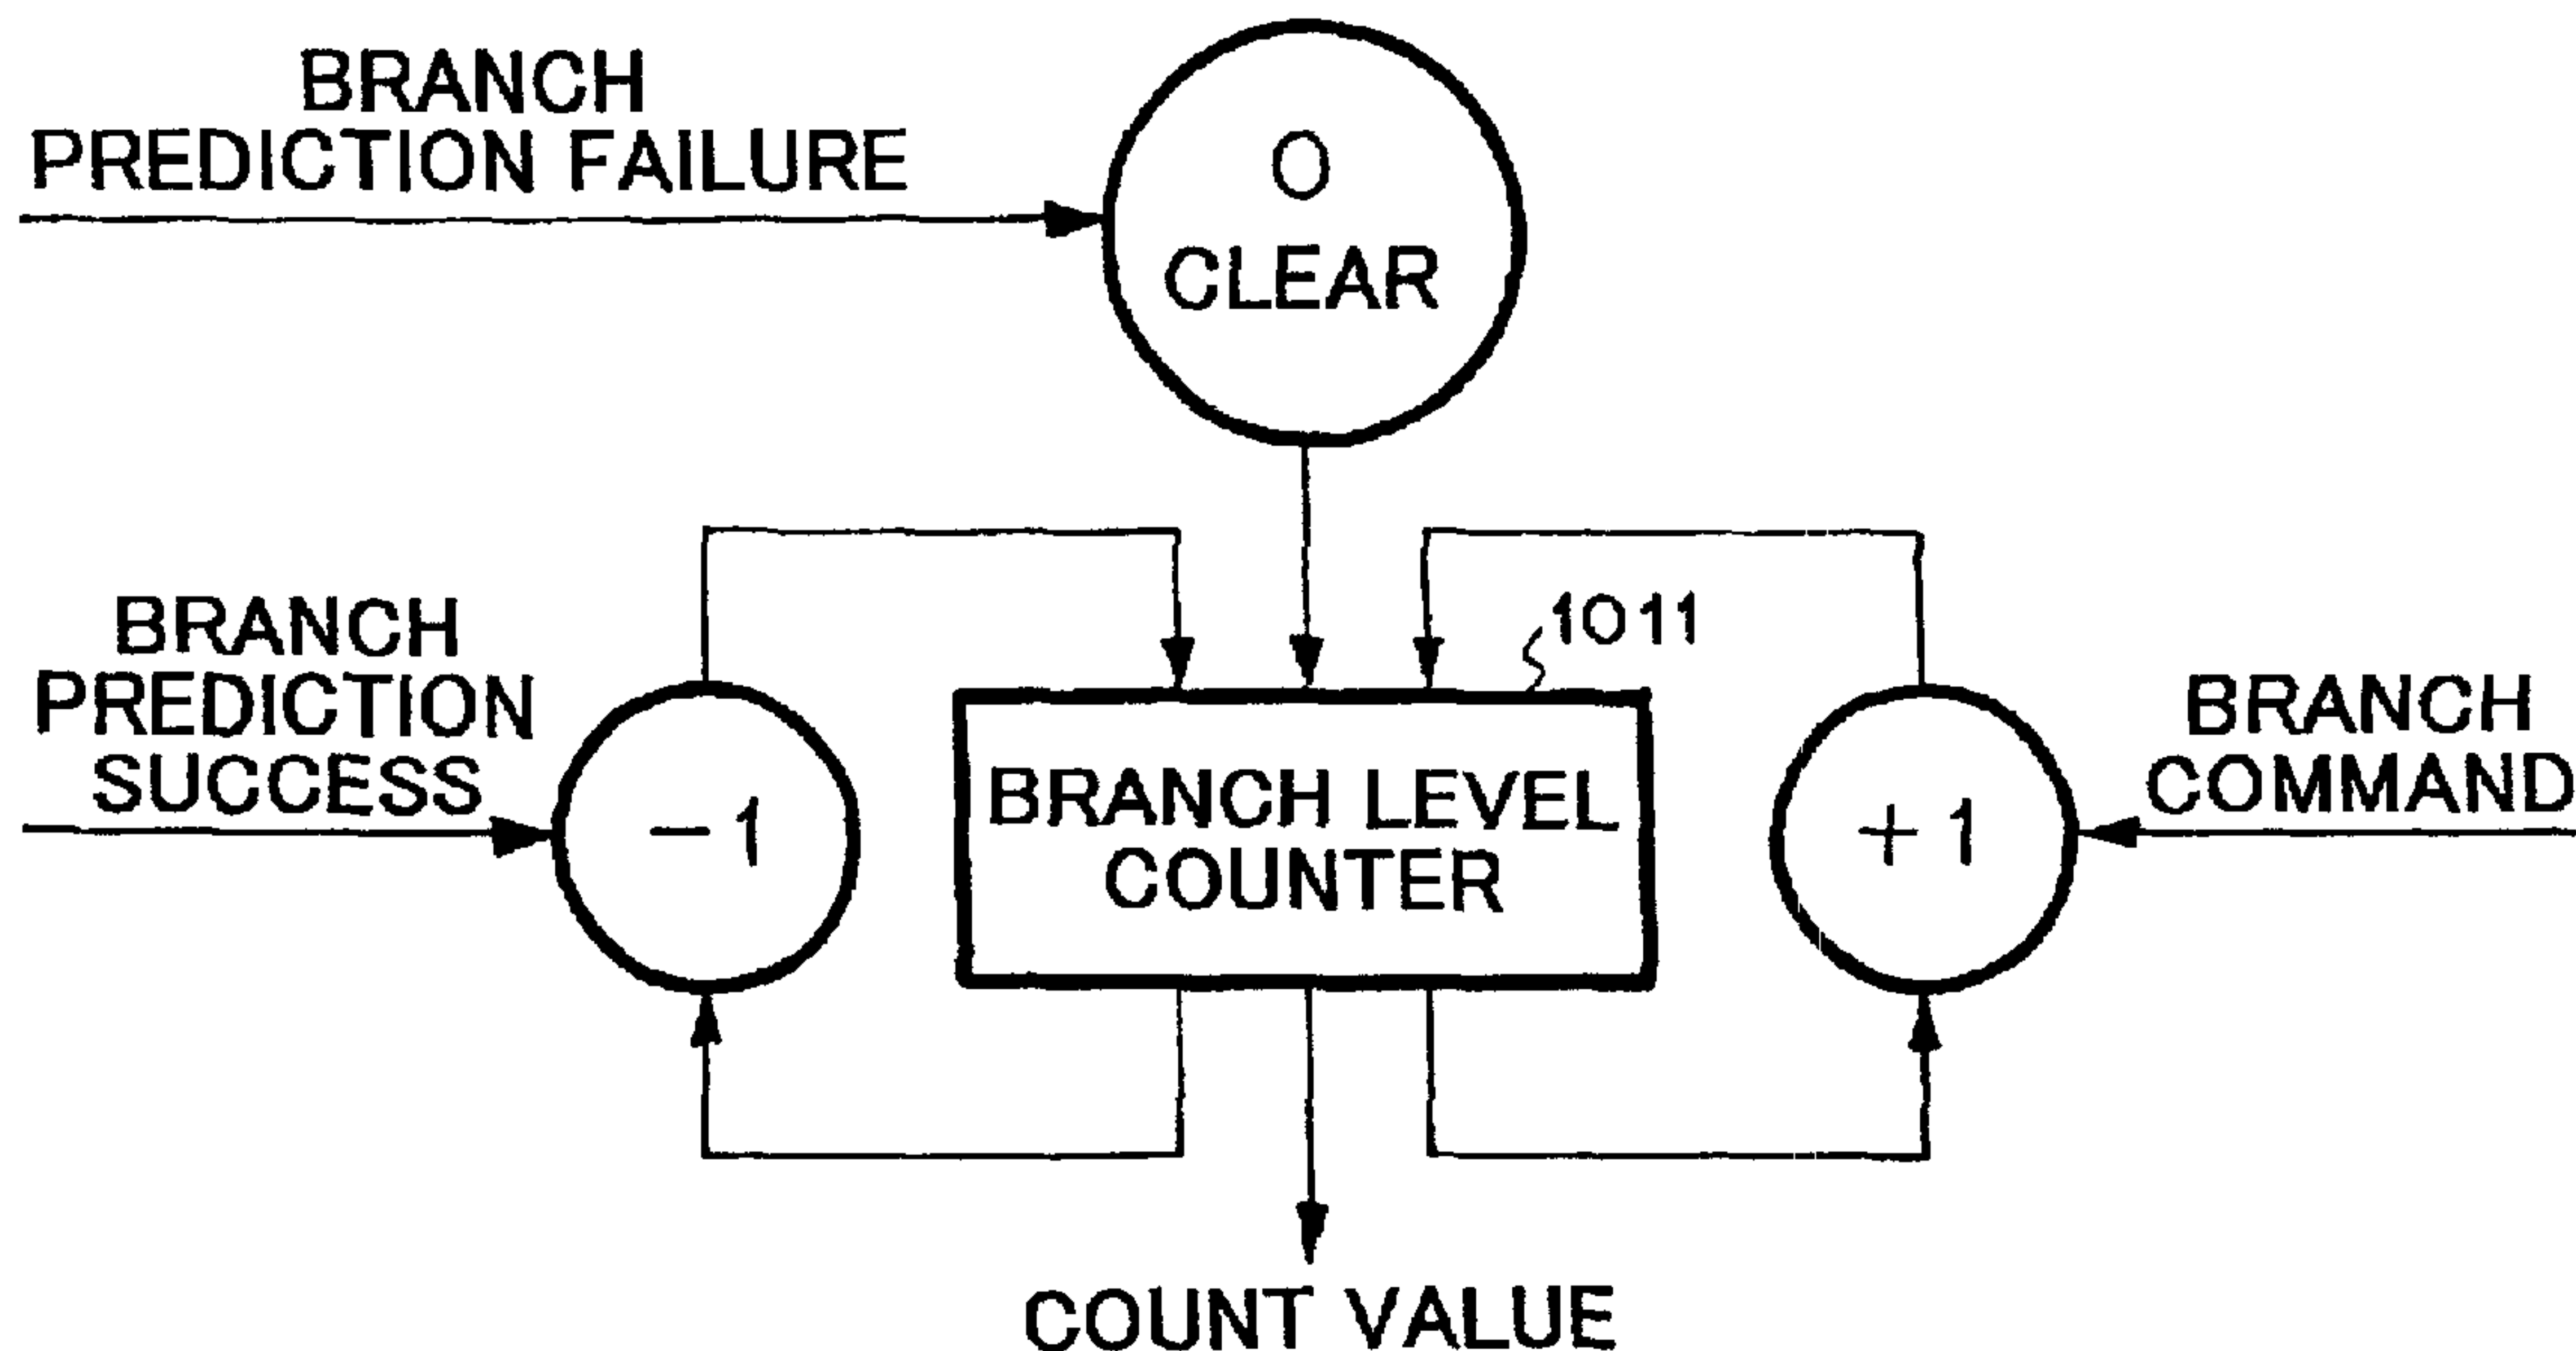 BRANCH
PREDICTION FAILURE
0
CLEAR
1011
BRANCH
PREDICTION
SUCCESS
-1
BRANCH LEVEL
COUNTER
+1
BRANCH
COMMAND
COUNT VALUE